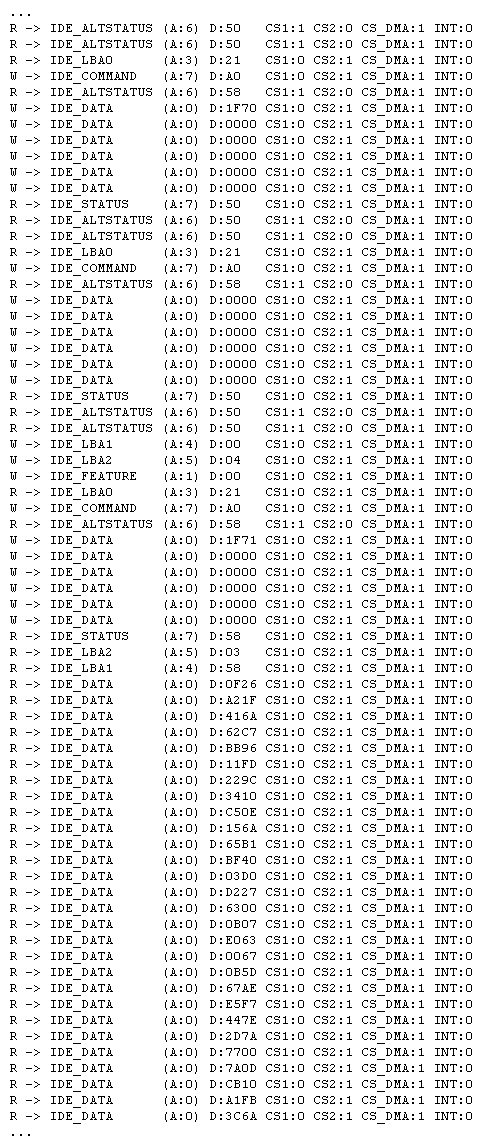 ...
R -> IDE_ALTSTATUS (A:6) D:50 CS1:1 CS2:0 CS_DMA:1 INT:0
R -> IDE_ALTSTATUS (A:6) D:50 CS1:1 CS2:0 CS_DMA:1 INT:0
R -> IDE_LBA0 (A:3) D:21 CS1:0 CS2:1 CS_DMA:1 INT:0
W -> IDE_COMMAND (A:7) D:A0 CS1:0 CS2:1 CS_DMA:1 INT:0
R -> IDE_ALTSTATUS (A:6) D:58 CS1:1 CS2:0 CS_DMA:1 INT:0
W -> IDE_DATA (A:0) D:1F70 CS1:0 CS2:1 CS_DMA:1 INT:0
W -> IDE_DATA (A:0) D:0000 CS1:0 CS2:1 CS_DMA:1 INT:0
W -> IDE_DATA (A:0) D:0000 CS1:0 CS2:1 CS_DMA:1 INT:0
W -> IDE_DATA (A:0) D:0000 CS1:0 CS2:1 CS_DMA:1 INT:0
W -> IDE_DATA (A:0) D:0000 CS1:0 CS2:1 CS_DMA:1 INT:0
W -> IDE_DATA (A:0) D:0000 CS1:0 CS2:1 CS_DMA:1 INT:0
R -> IDE_STATUS (A:7) D:50 CS1:0 CS2:1 CS_DMA:1 INT:0
R -> IDE_ALTSTATUS (A:6) D:50 CS1:1 CS2:0 CS_DMA:1 INT:0
R -> IDE_ALTSTATUS (A:6) D:50 CS1:1 CS2:0 CS_DMA:1 INT:0
R -> IDE_LBA0 (A:3) D:21 CS1:0 CS2:1 CS_DMA:1 INT:0
W -> IDE_COMMAND (A:7) D:A0 CS1:0 CS2:1 CS_DMA:1 INT:0
R -> IDE_ALTSTATUS (A:6) D:58 CS1:1 CS2:0 CS_DMA:1 INT:0
W -> IDE_DATA (A:0) D:0000 CS1:0 CS2:1 CS_DMA:1 INT:0
W -> IDE_DATA (A:0) D:0000 CS1:0 CS2:1 CS_DMA:1 INT:0
W -> IDE_DATA (A:0) D:0000 CS1:0 CS2:1 CS_DMA:1 INT:0
W -> IDE_DATA (A:0) D:0000 CS1:0 CS2:1 CS_DMA:1 INT:0
W -> IDE_DATA (A:0) D:0000 CS1:0 CS2:1 CS_DMA:1 INT:0
W -> IDE_DATA (A:0) D:0000 CS1:0 CS2:1 CS_DMA:1 INT:0
R -> IDE_STATUS (A:7) D:50 CS1:0 CS2:1 CS_DMA:1 INT:0
R -> IDE_ALTSTATUS (A:6) D:50 CS1:1 CS2:0 CS_DMA:1 INT:0
R -> IDE_ALTSTATUS (A:6) D:50 CS1:1 CS2:0 CS_DMA:1 INT:0
W -> IDE_LBA1 (A:4) D:00 CS1:0 CS2:1 CS_DMA:1 INT:0
W -> IDE_LBA2 (A:5) D:04 CS1:0 CS2:1 CS_DMA:1 INT:0
W -> IDE_FEATURE (A:1) D:00 CS1:0 CS2:1 CS_DMA:1 INT:0
R -> IDE_LBA0 (A:3) D:21 CS1:0 CS2:1 CS_DMA:1 INT:0
W -> IDE_COMMAND (A:7) D:A0 CS1:0 CS2:1 CS_DMA:1 INT:0
R -> IDE_ALTSTATUS (A:6) D:58 CS1:1 CS2:0 CS_DMA:1 INT:0
W -> IDE_DATA (A:0) D:1F71 CS1:0 CS2:1 CS_DMA:1 INT:0
W -> IDE_DATA (A:0) D:0000 CS1:0 CS2:1 CS_DMA:1 INT:0
W -> IDE_DATA (A:0) D:0000 CS1:0 CS2:1 CS_DMA:1 INT:0
W -> IDE_DATA (A:0) D:0000 CS1:0 CS2:1 CS_DMA:1 INT:0
W -> IDE_DATA (A:0) D:0000 CS1:0 CS2:1 CS_DMA:1 INT:0
W -> IDE_DATA (A:0) D:0000 CS1:0 CS2:1 CS_DMA:1 INT:0
R -> IDE_STATUS (A:7) D:58 CS1:0 CS2:1 CS_DMA:1 INT:0
R -> IDE_LBA2 (A:5) D:03 CS1:0 CS2:1 CS_DMA:1 INT:0
R -> IDE_LBA1 (A:4) D:58 CS1:0 CS2:1 CS_DMA:1 INT:0
R -> IDE_DATA (A:0) D:0F26 CS1:0 CS2:1 CS_DMA:1 INT:0
R -> IDE_DATA (A:0) D:A21F CS1:0 CS2:1 CS_DMA:1 INT:0
R -> IDE_DATA (A:0) D:416A CS1:0 CS2:1 CS_DMA:1 INT:0
R -> IDE_DATA (A:0) D:62C7 CS1:0 CS2:1 CS_DMA:1 INT:0
R -> IDE_DATA (A:0) D:BB96 CS1:0 CS2:1 CS_DMA:1 INT:0
R -> IDE_DATA (A:0) D:11FD CS1:0 CS2:1 CS_DMA:1 INT:0
R -> IDE_DATA (A:0) D:229C CS1:0 CS2:1 CS_DMA:1 INT:0
R -> IDE_DATA (A:0) D:3410 CS1:0 CS2:1 CS_DMA:1 INT:0
R -> IDE_DATA (A:0) D:C50E CS1:0 CS2:1 CS_DMA:1 INT:0
R -> IDE_DATA (A:0) D:156A CS1:0 CS2:1 CS_DMA:1 INT:0
R -> IDE_DATA (A:0) D:65B1 CS1:0 CS2:1 CS_DMA:1 INT:0
R -> IDE_DATA (A:0) D:BF40 CS1:0 CS2:1 CS_DMA:1 INT:0
R -> IDE_DATA (A:0) D:03D0 CS1:0 CS2:1 CS_DMA:1 INT:0
R -> IDE_DATA (A:0) D:D227 CS1:0 CS2:1 CS_DMA:1 INT:0
R -> IDE_DATA (A:0) D:6300 CS1:0 CS2:1 CS_DMA:1 INT:0
R -> IDE_DATA (A:0) D:0B07 CS1:0 CS2:1 CS_DMA:1 INT:0
R -> IDE_DATA (A:0) D:E063 CS1:0 CS2:1 CS_DMA:1 INT:0
R -> IDE_DATA (A:0) D:0067 CS1:0 CS2:1 CS_DMA:1 INT:0
R -> IDE_DATA (A:0) D:0B5D CS1:0 CS2:1 CS_DMA:1 INT:0
R -> IDE_DATA (A:0) D:67AE CS1:0 CS2:1 CS_DMA:1 INT:0
R -> IDE_DATA (A:0) D:E5F7 CS1:0 CS2:1 CS_DMA:1 INT:0
R -> IDE_DATA (A:0) D:447E CS1:0 CS2:1 CS_DMA:1 INT:0
R -> IDE_DATA (A:0) D:2D7A CS1:0 CS2:1 CS_DMA:1 INT:0
R -> IDE_DATA (A:0) D:7700 CS1:0 CS2:1 CS_DMA:1 INT:0
R -> IDE_DATA (A:0) D:7A0D CS1:0 CS2:1 CS_DMA:1 INT:0
R -> IDE_DATA (A:0) D:CB10 CS1:0 CS2:1 CS_DMA:1 INT:0
R -> IDE_DATA (A:0) D:A1FB CS1:0 CS2:1 CS_DMA:1 INT:0
R -> IDE_DATA (A:0) D:3C6A CS1:0 CS2:1 CS_DMA:1 INT:0
...